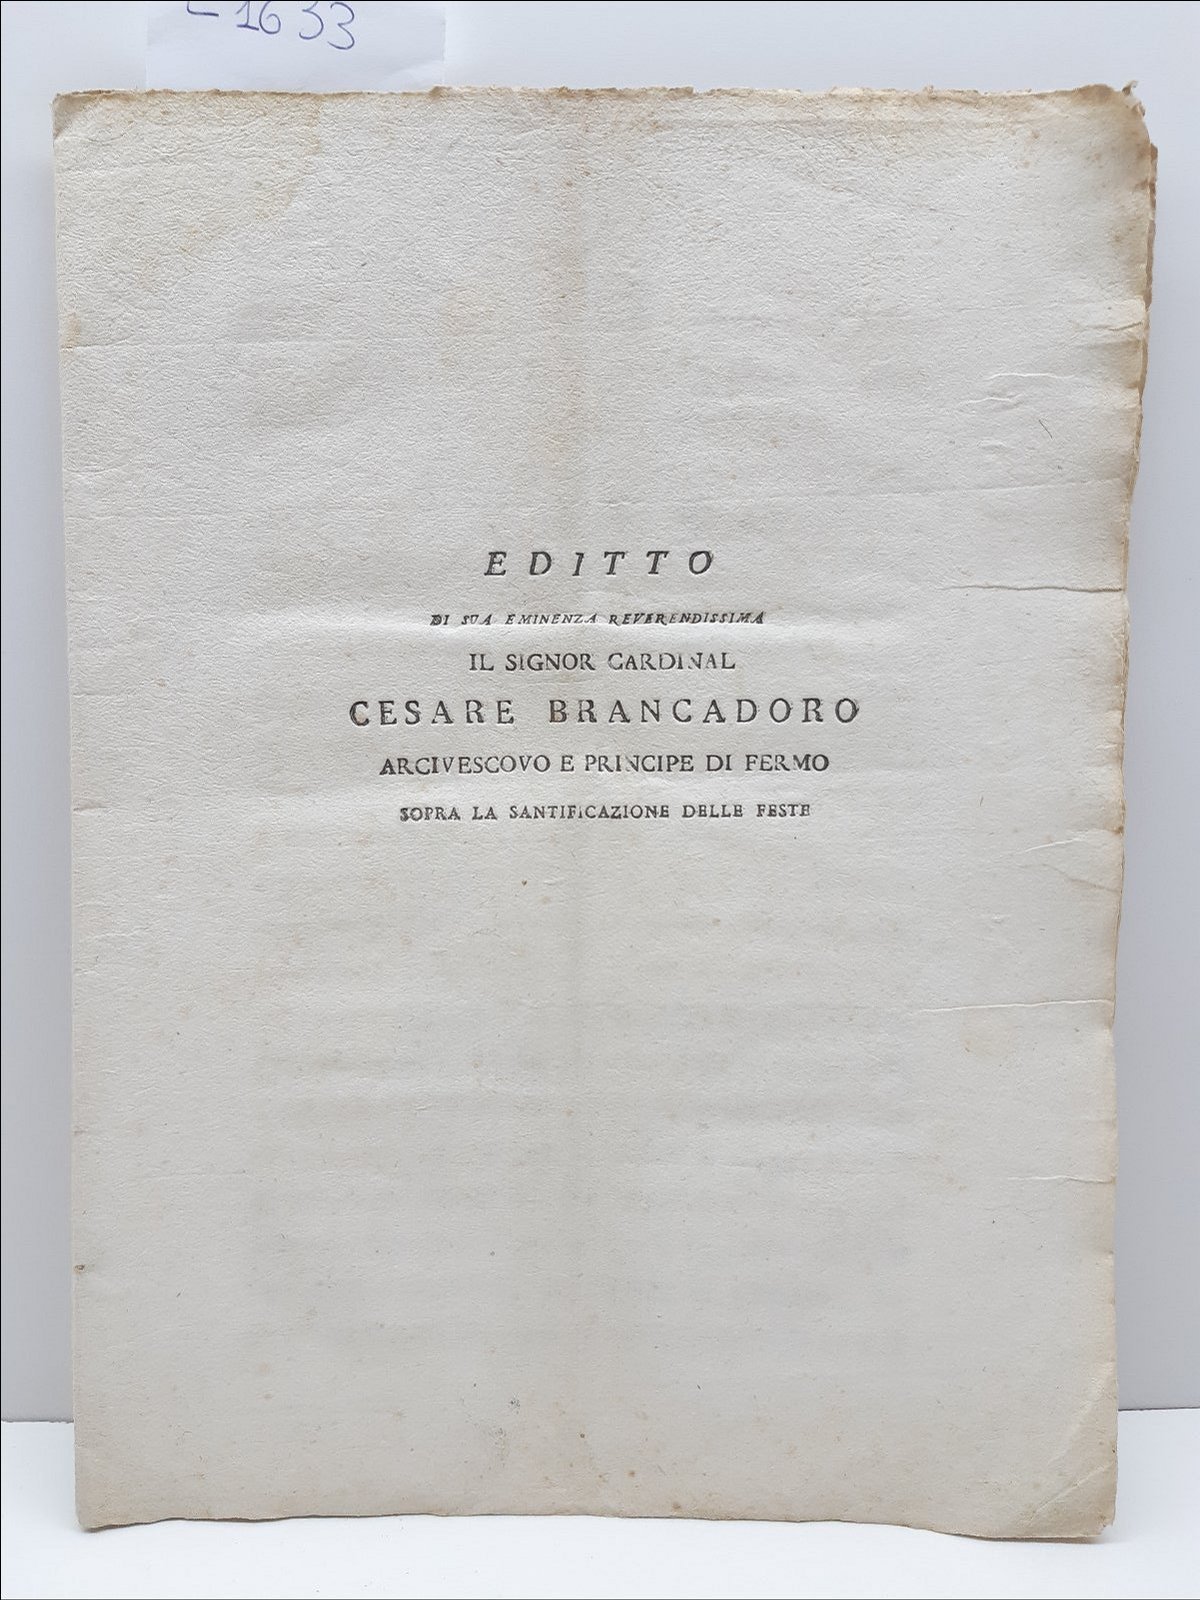 1633
EDITTO
DI SUA EMINENZA REVERENDISSIMA
IL SIGNOR CARDINAL
CESARE BRANCADORO
ARCIVESCOVO E PRINCIPE DI FERMO
SOPRA LA SANTIFICAZIONE DELLE FESTE